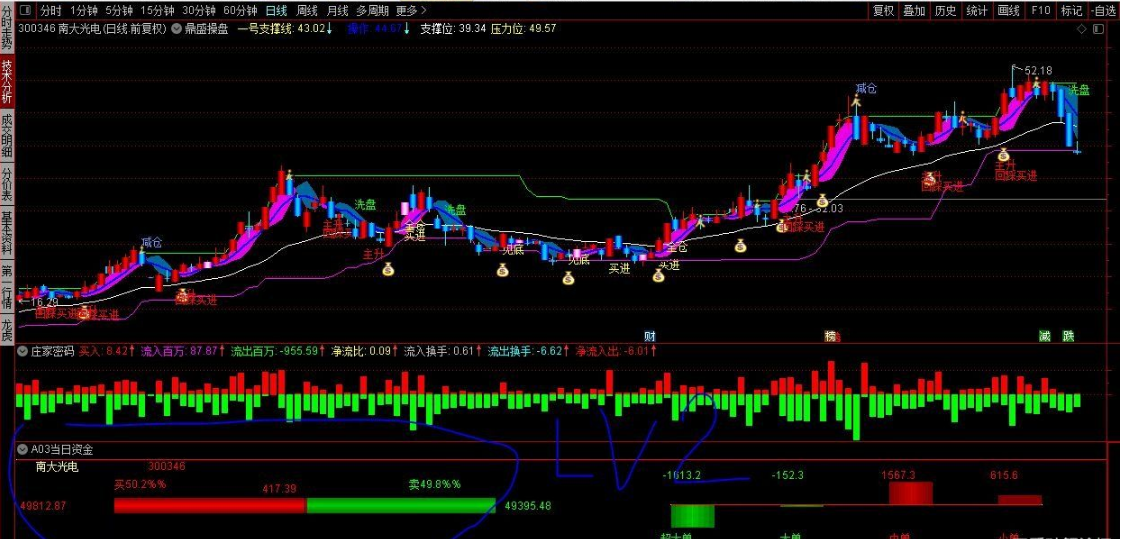 分时 1分钟 5分钟 15分钟 30分钟 60分钟 日线 周线 月线 多周期 更多
复权 叠加 历史 统计 画线 F10 标记 -自选
分时走势
技术分析
成交明细
分价表
基本资料
第一行情
龙虎
300346 南大光电(日线.前复权) 鼎盛操盘 一号支撑线: 43.02↓ 操作: 44.67↓ 支撑位: 39.34 压力位: 49.57
52.18
减仓
洗盘
减仓
洗盘
洗盘
主升
回踩买进
回踩买进
主升
买进
回踩买进
见底
见底
买进
买进
主升
16.29
回踩买进
回踩买进
财
榜
减
跌
庄家密码 买入: 8.42↑ 流入百万: 87.87↑ 流出百万: -955.59↑ 净流比: 0.09↑ 流入换手: 0.61↑ 流出换手: -6.62↑ 净流入出: -6.01↑
LV2
A03当日资金
南大光电 300346
买50.2%% 417.39 卖49.8%%
49812.87 49395.48
-1613.2 -152.3 1567.3 615.6
超大单 大单 中单 小单